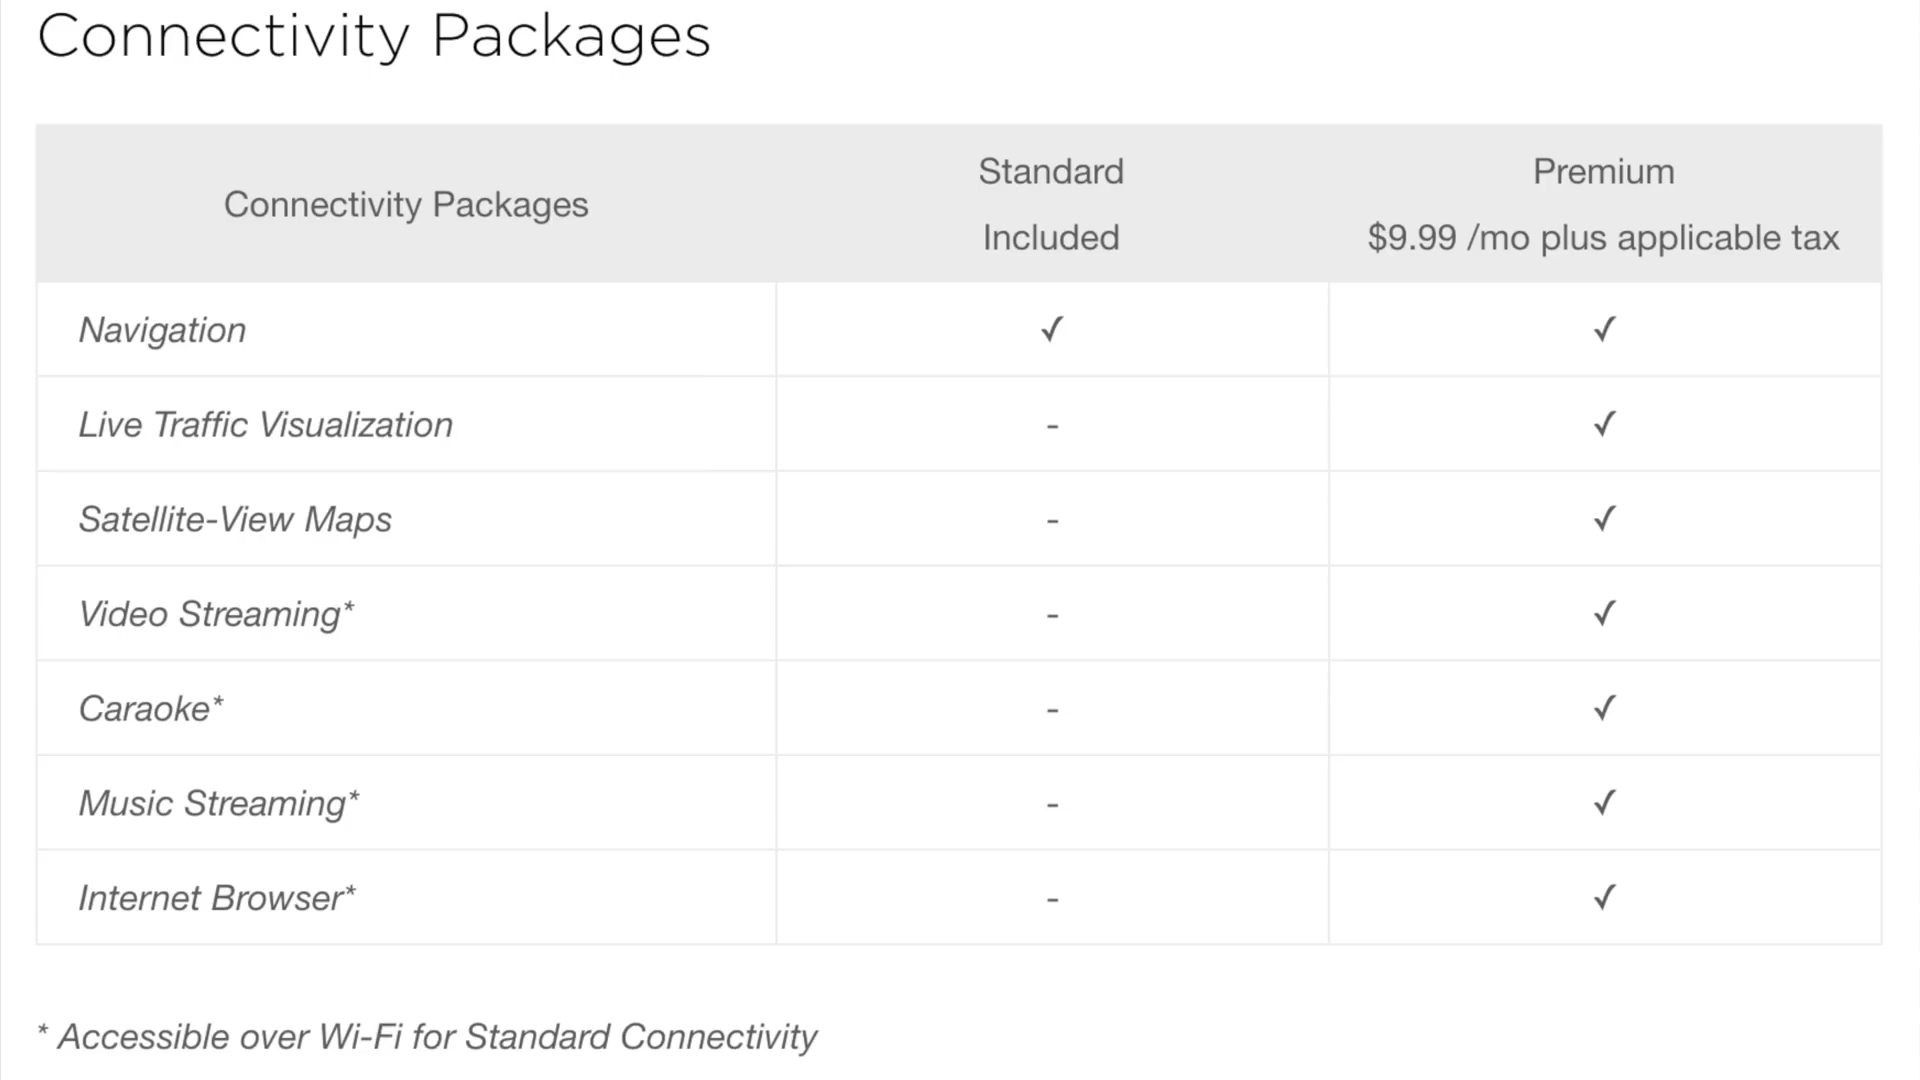 Connectivity Packages
Connectivity Packages
Standard
Included
Premium
$9.99 /mo plus applicable tax
Navigation ✓ ✓
Live Traffic Visualization - ✓
Satellite-View Maps - ✓
Video Streaming* - ✓
Caraoke* - ✓
Music Streaming* - ✓
Internet Browser* - ✓
* Accessible over Wi-Fi for Standard Connectivity